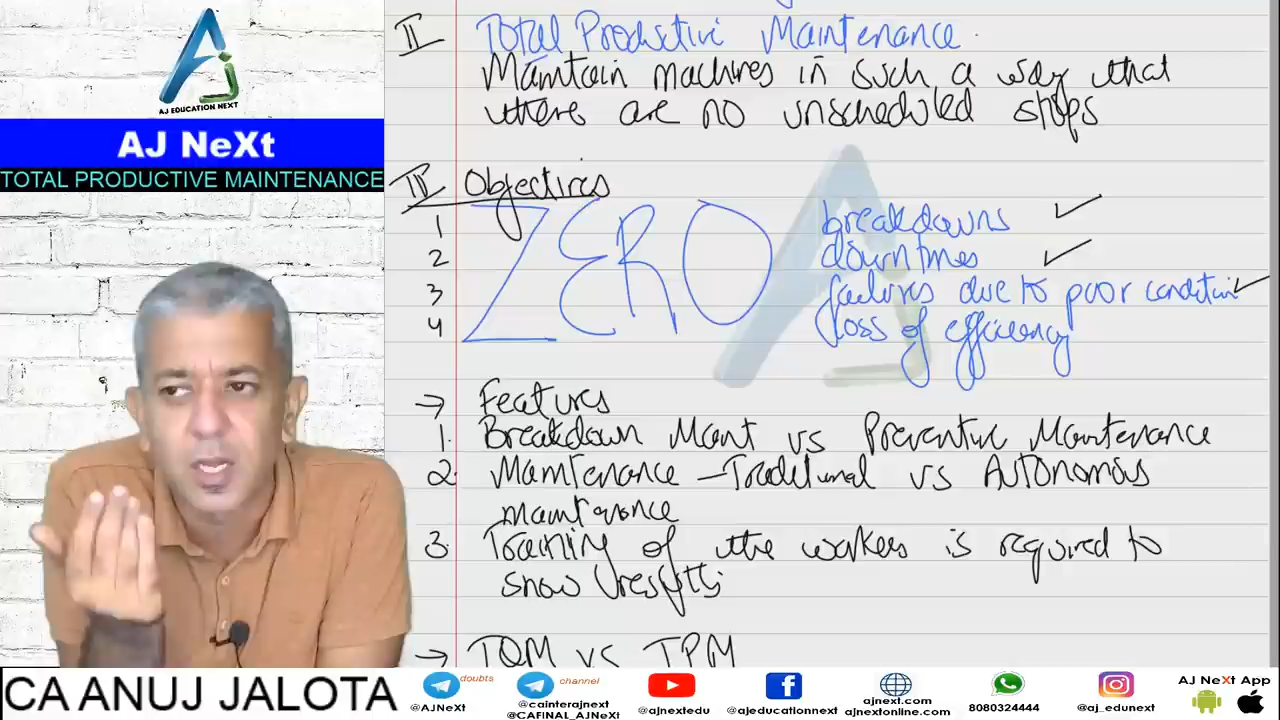 AJ EDUCATION NEXT
AJ NeXt
TOTAL PRODUCTIVE MAINTENANCE
II Total Productive Maintenance
Maintain machines in such a way that
there are no unscheduled stops
III Objectives
1 breakdowns
2 ZERO downtimes
3 failures due to poor condition
4 loss of efficiency
→ Features
1. Breakdown Maint vs Preventive Maintenance
2. Maintenance - Traditional vs Autonomous
maintenance
3. Training of the workers is required to
show results
→ TQM vs TPM
CA ANUJ JALOTA
doubts
@AJNeXt
channel
@cainterajnext
@CAFINAL_AJNeXt
@ajnextedu
@ajeducationnext
ajnext.com
ajnextonline.com
8080324444
@aj_edunext
AJ NeXt App